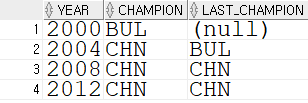 YEAR CHAMPION LAST_CHAMPION
1 2000 BUL (null)
2 2004 CHN BUL
3 2008 CHN CHN
4 2012 CHN CHN